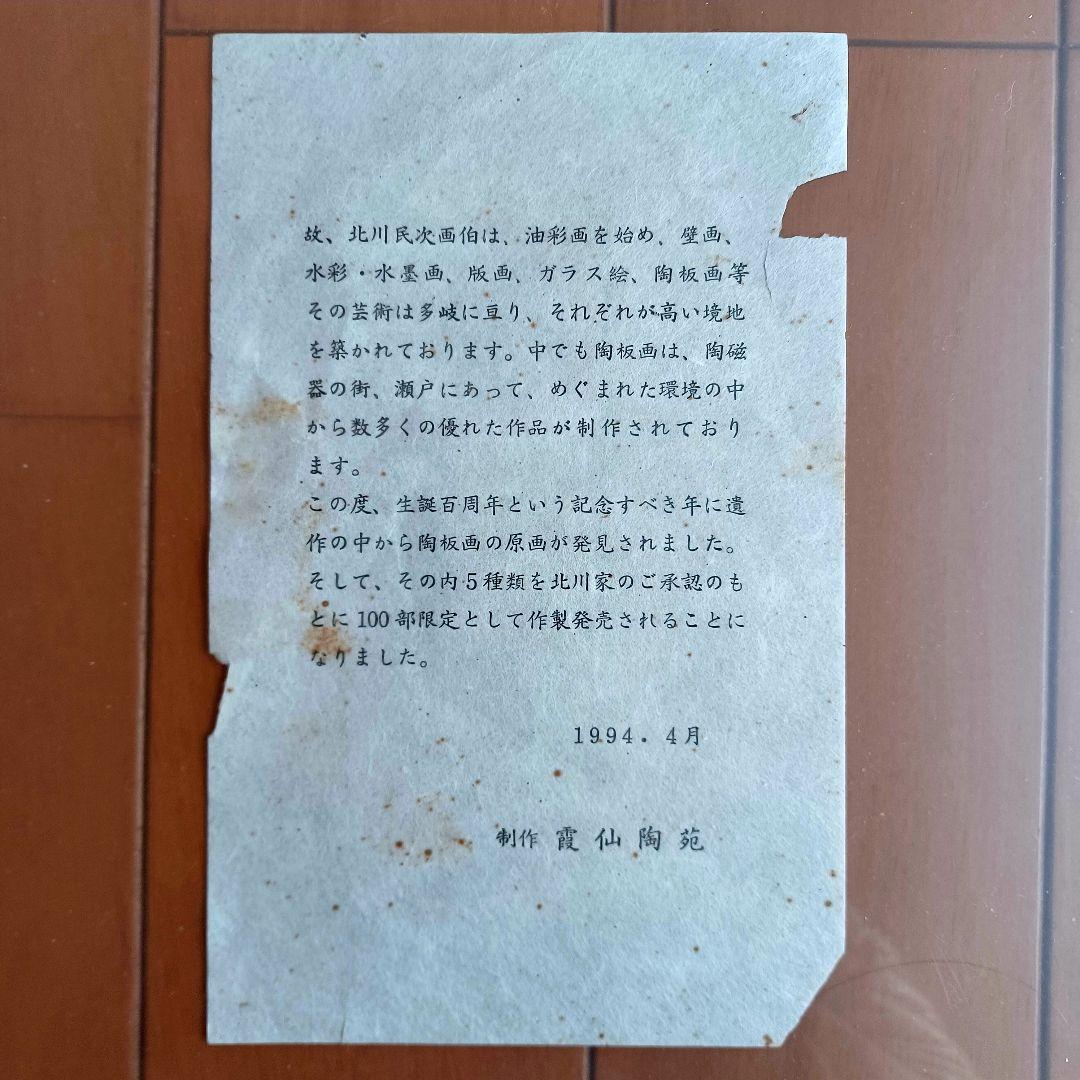 故、北川民次画伯は、油彩画を始め、壁画、
水彩・水墨画、版画、ガラス絵、陶板画等
その芸術は多岐に亘り、それぞれが高い境地
を築かれております。中でも陶板画は、陶磁
器の街、瀬戸にあって、めぐまれた環境の中
から数多くの優れた作品が制作されており
ます。
この度、生誕百周年という記念すべき年に遺
作の中から陶板画の原画が発見されました。
そして、その内5種類を北川家のご承認のも
とに100部限定として作製発売されることに
なりました。
1994.4月
制作 霞仙陶苑